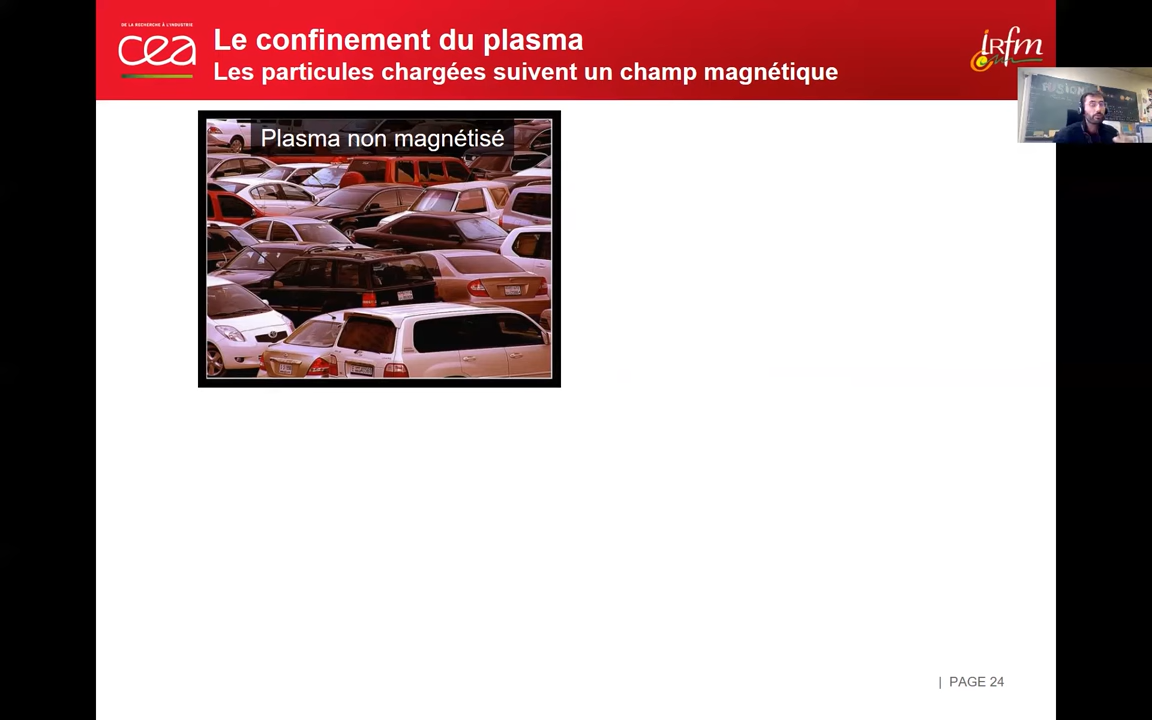 DE LA RECHERCHE À L'INDUSTRIE
cea
Le confinement du plasma
Les particules chargées suivent un champ magnétique
iRfm
Plasma non magnétisé
| PAGE 24